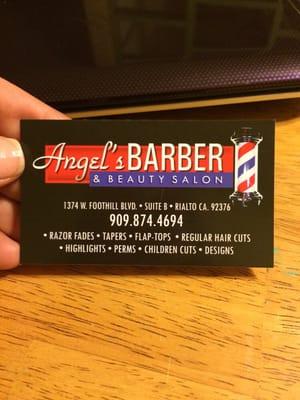 Angel's BARBER
& BEAUTY SALON
1374 W. FOOTHILL BLVD. • SUITE B • RIALTO CA. 92376
909.874.4694
• RAZOR FADES • TAPERS • FLAP-TOPS • REGULAR HAIR CUTS
• HIGHLIGHTS • PERMS • CHILDREN CUTS • DESIGNS